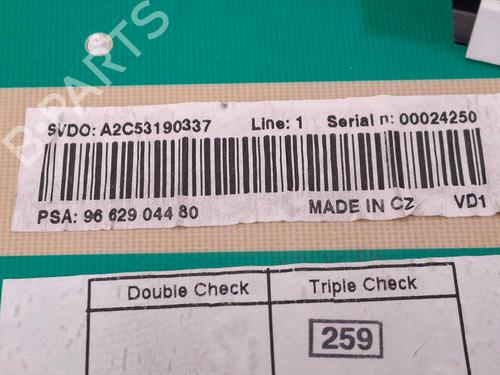 B-PARTS
SVDO: A2C53190337 Line: 1 Serial n: 00024250
PSA: 96 629 044 80 MADE IN CZ VD1
Double Check Triple Check
259